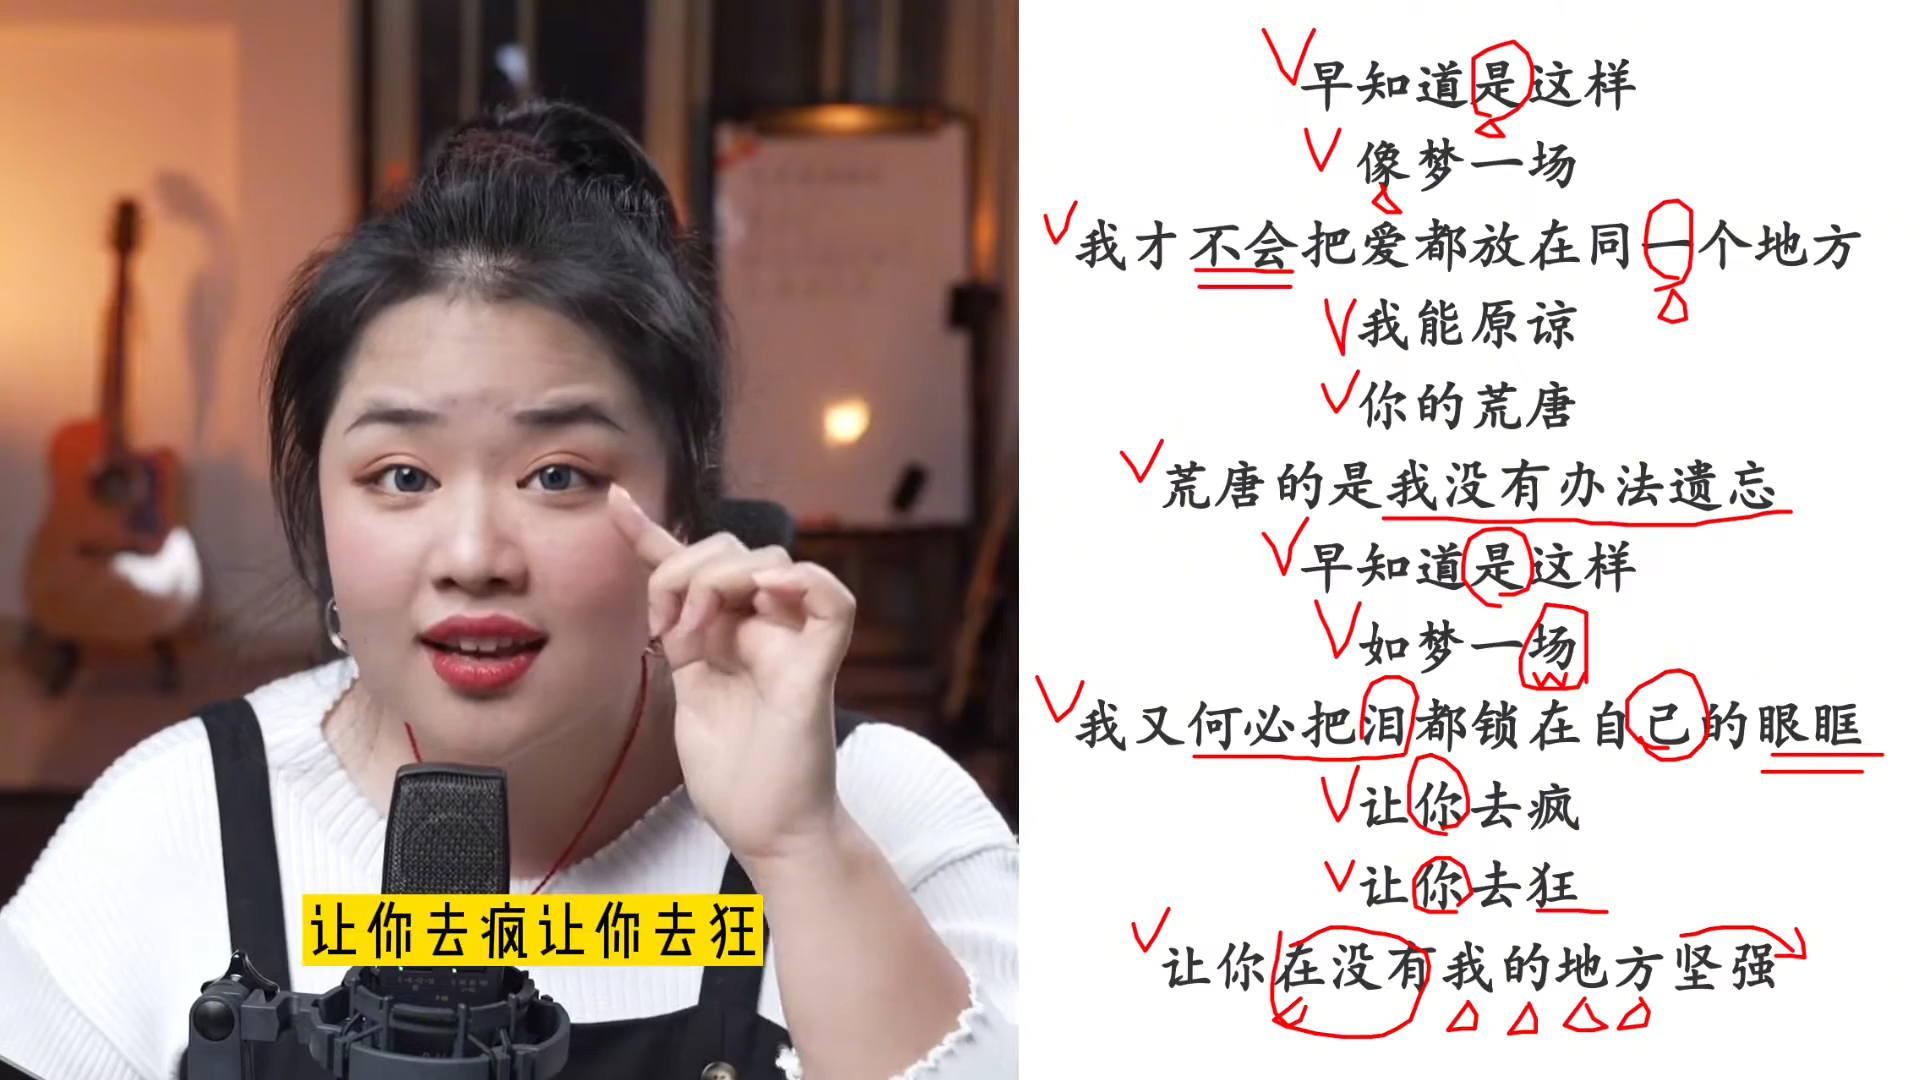 早知道是这样
像梦一场
我才不会把爱都放在同一个地方
我能原谅
你的荒唐
荒唐的是我没有办法遗忘
早知道是这样
如梦一场
我又何必把泪都锁在自己的眼眶
让你去疯
让你去狂
让你在没有我的地方坚强
让你去疯让你去狂